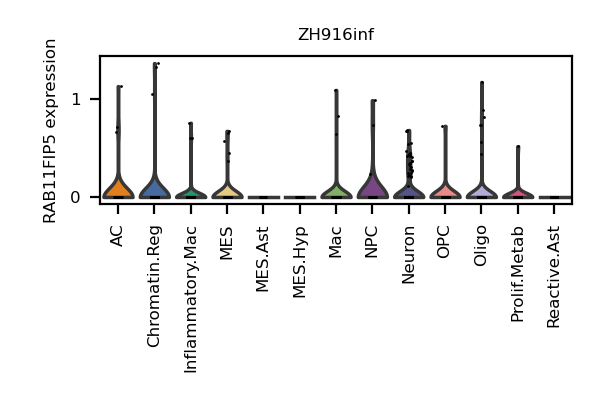 ZH916inf
RAB11FIP5 expression
1
0
AC
Chromatin.Reg
Inflammatory.Mac
MES
MES.Ast
MES.Hyp
Mac
NPC
Neuron
OPC
Oligo
Prolif.Metab
Reactive.Ast